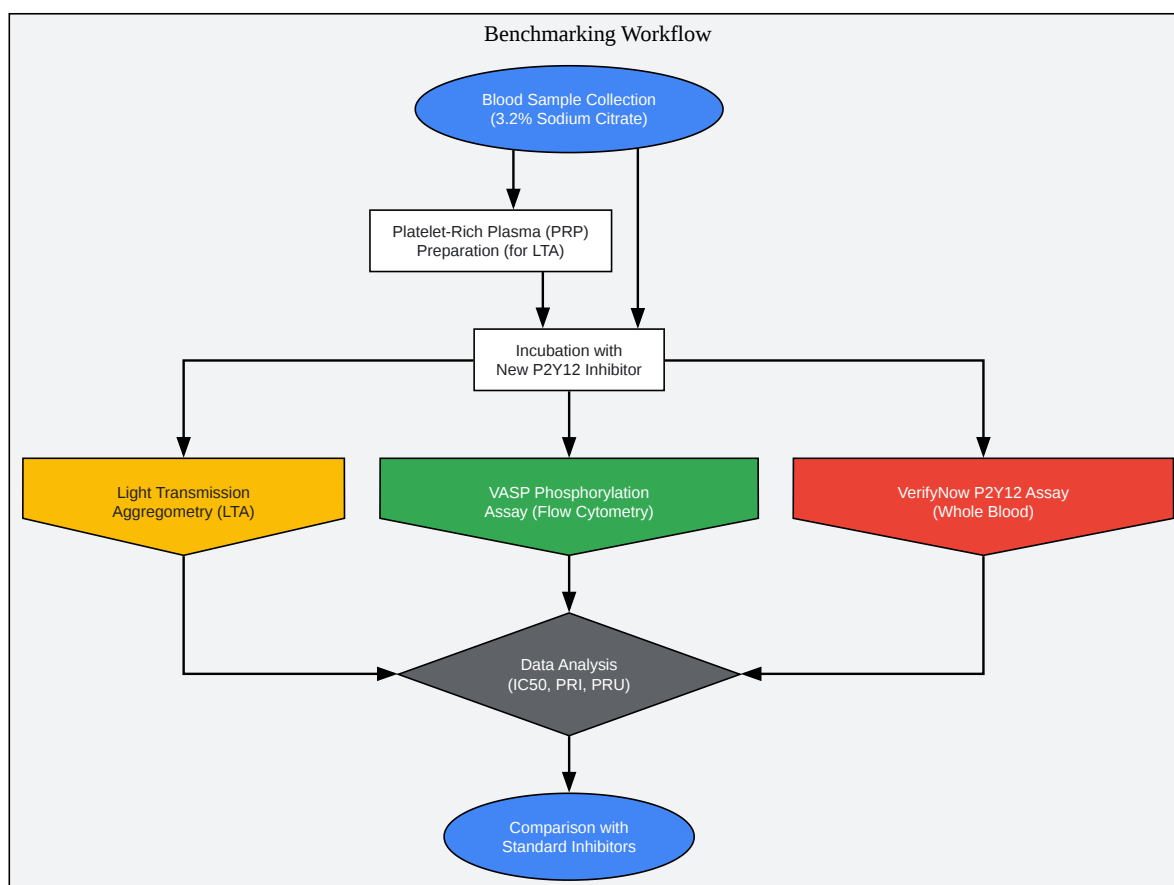 Benchmarking Workflow
Blood Sample Collection
(3.2% Sodium Citrate)
Platelet-Rich Plasma (PRP)
Preparation (for LTA)
Incubation with
New P2Y12 Inhibitor
Light Transmission
Aggregometry (LTA)
VASP Phosphorylation
Assay (Flow Cytometry)
VerifyNow P2Y12 Assay
(Whole Blood)
Data Analysis
(IC50, PRI, PRU)
Comparison with
Standard Inhibitors